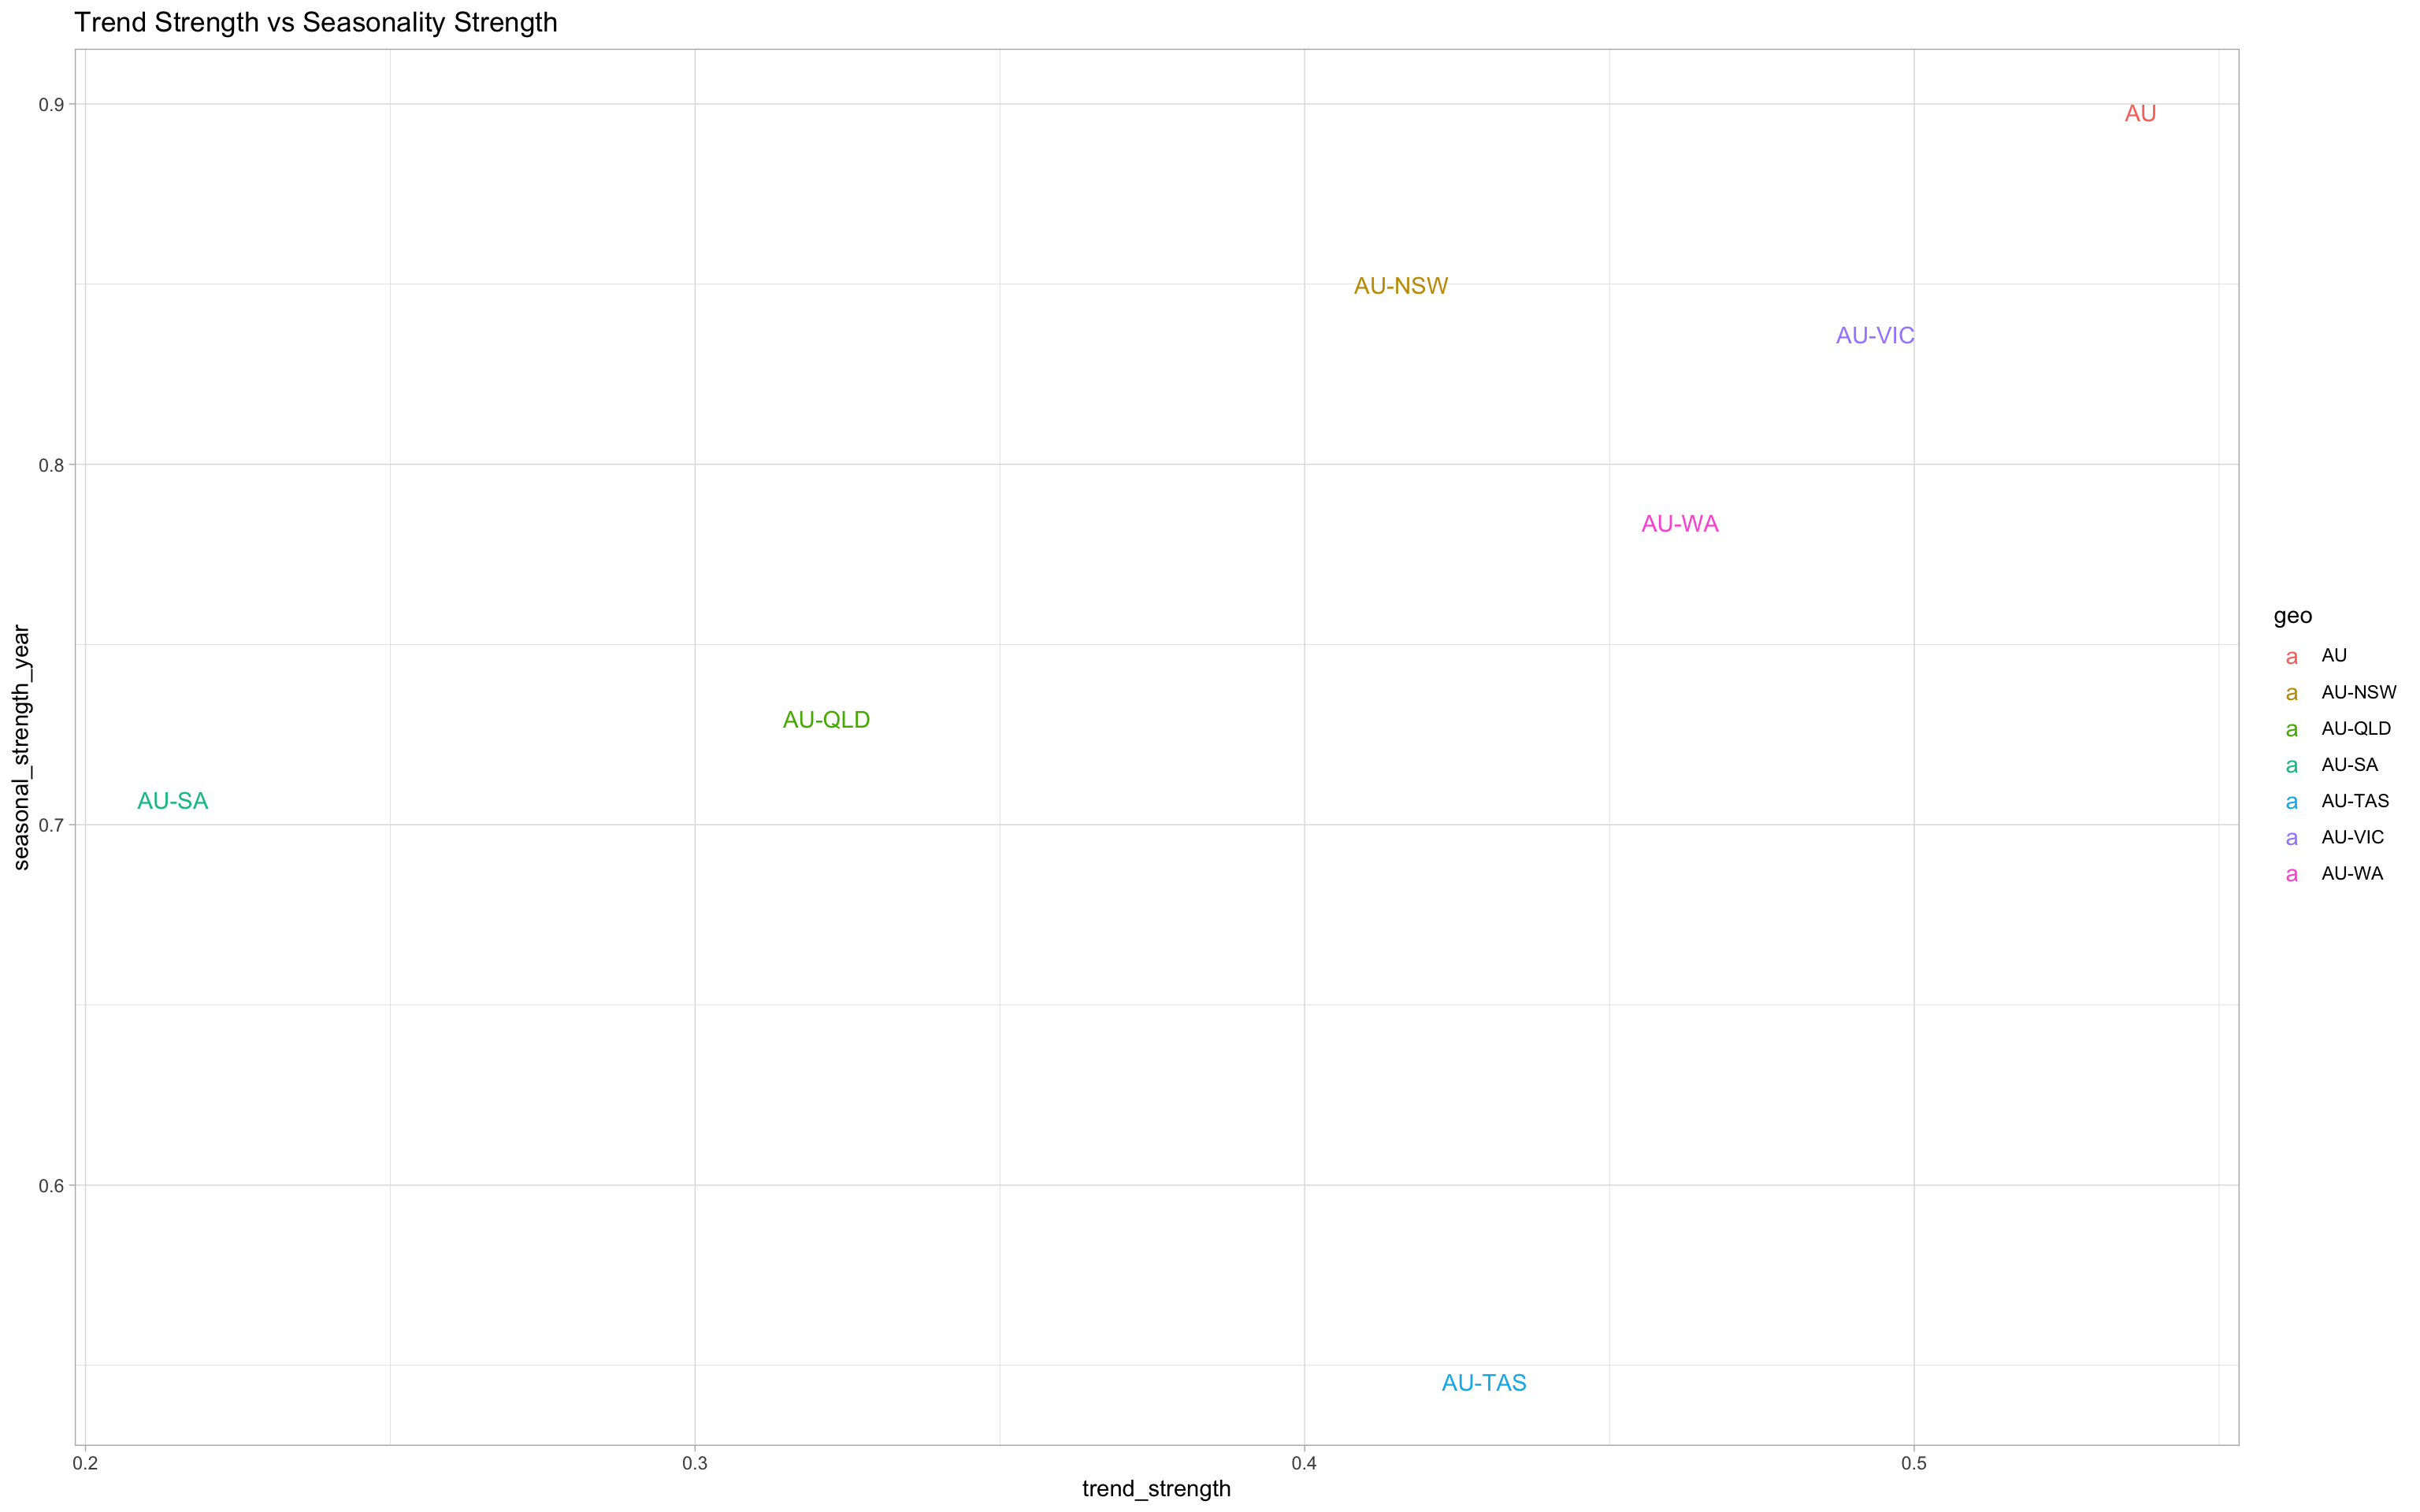 Trend Strength vs Seasonality Strength
0.9
0.8
0.7
0.6
seasonal_strength_year
AU
AU-NSW
AU-VIC
AU-WA
AU-QLD
AU-SA
AU-TAS
0.2
0.3
0.4
0.5
trend_strength
geo
a AU
a AU-NSW
a AU-QLD
a AU-SA
a AU-TAS
a AU-VIC
a AU-WA